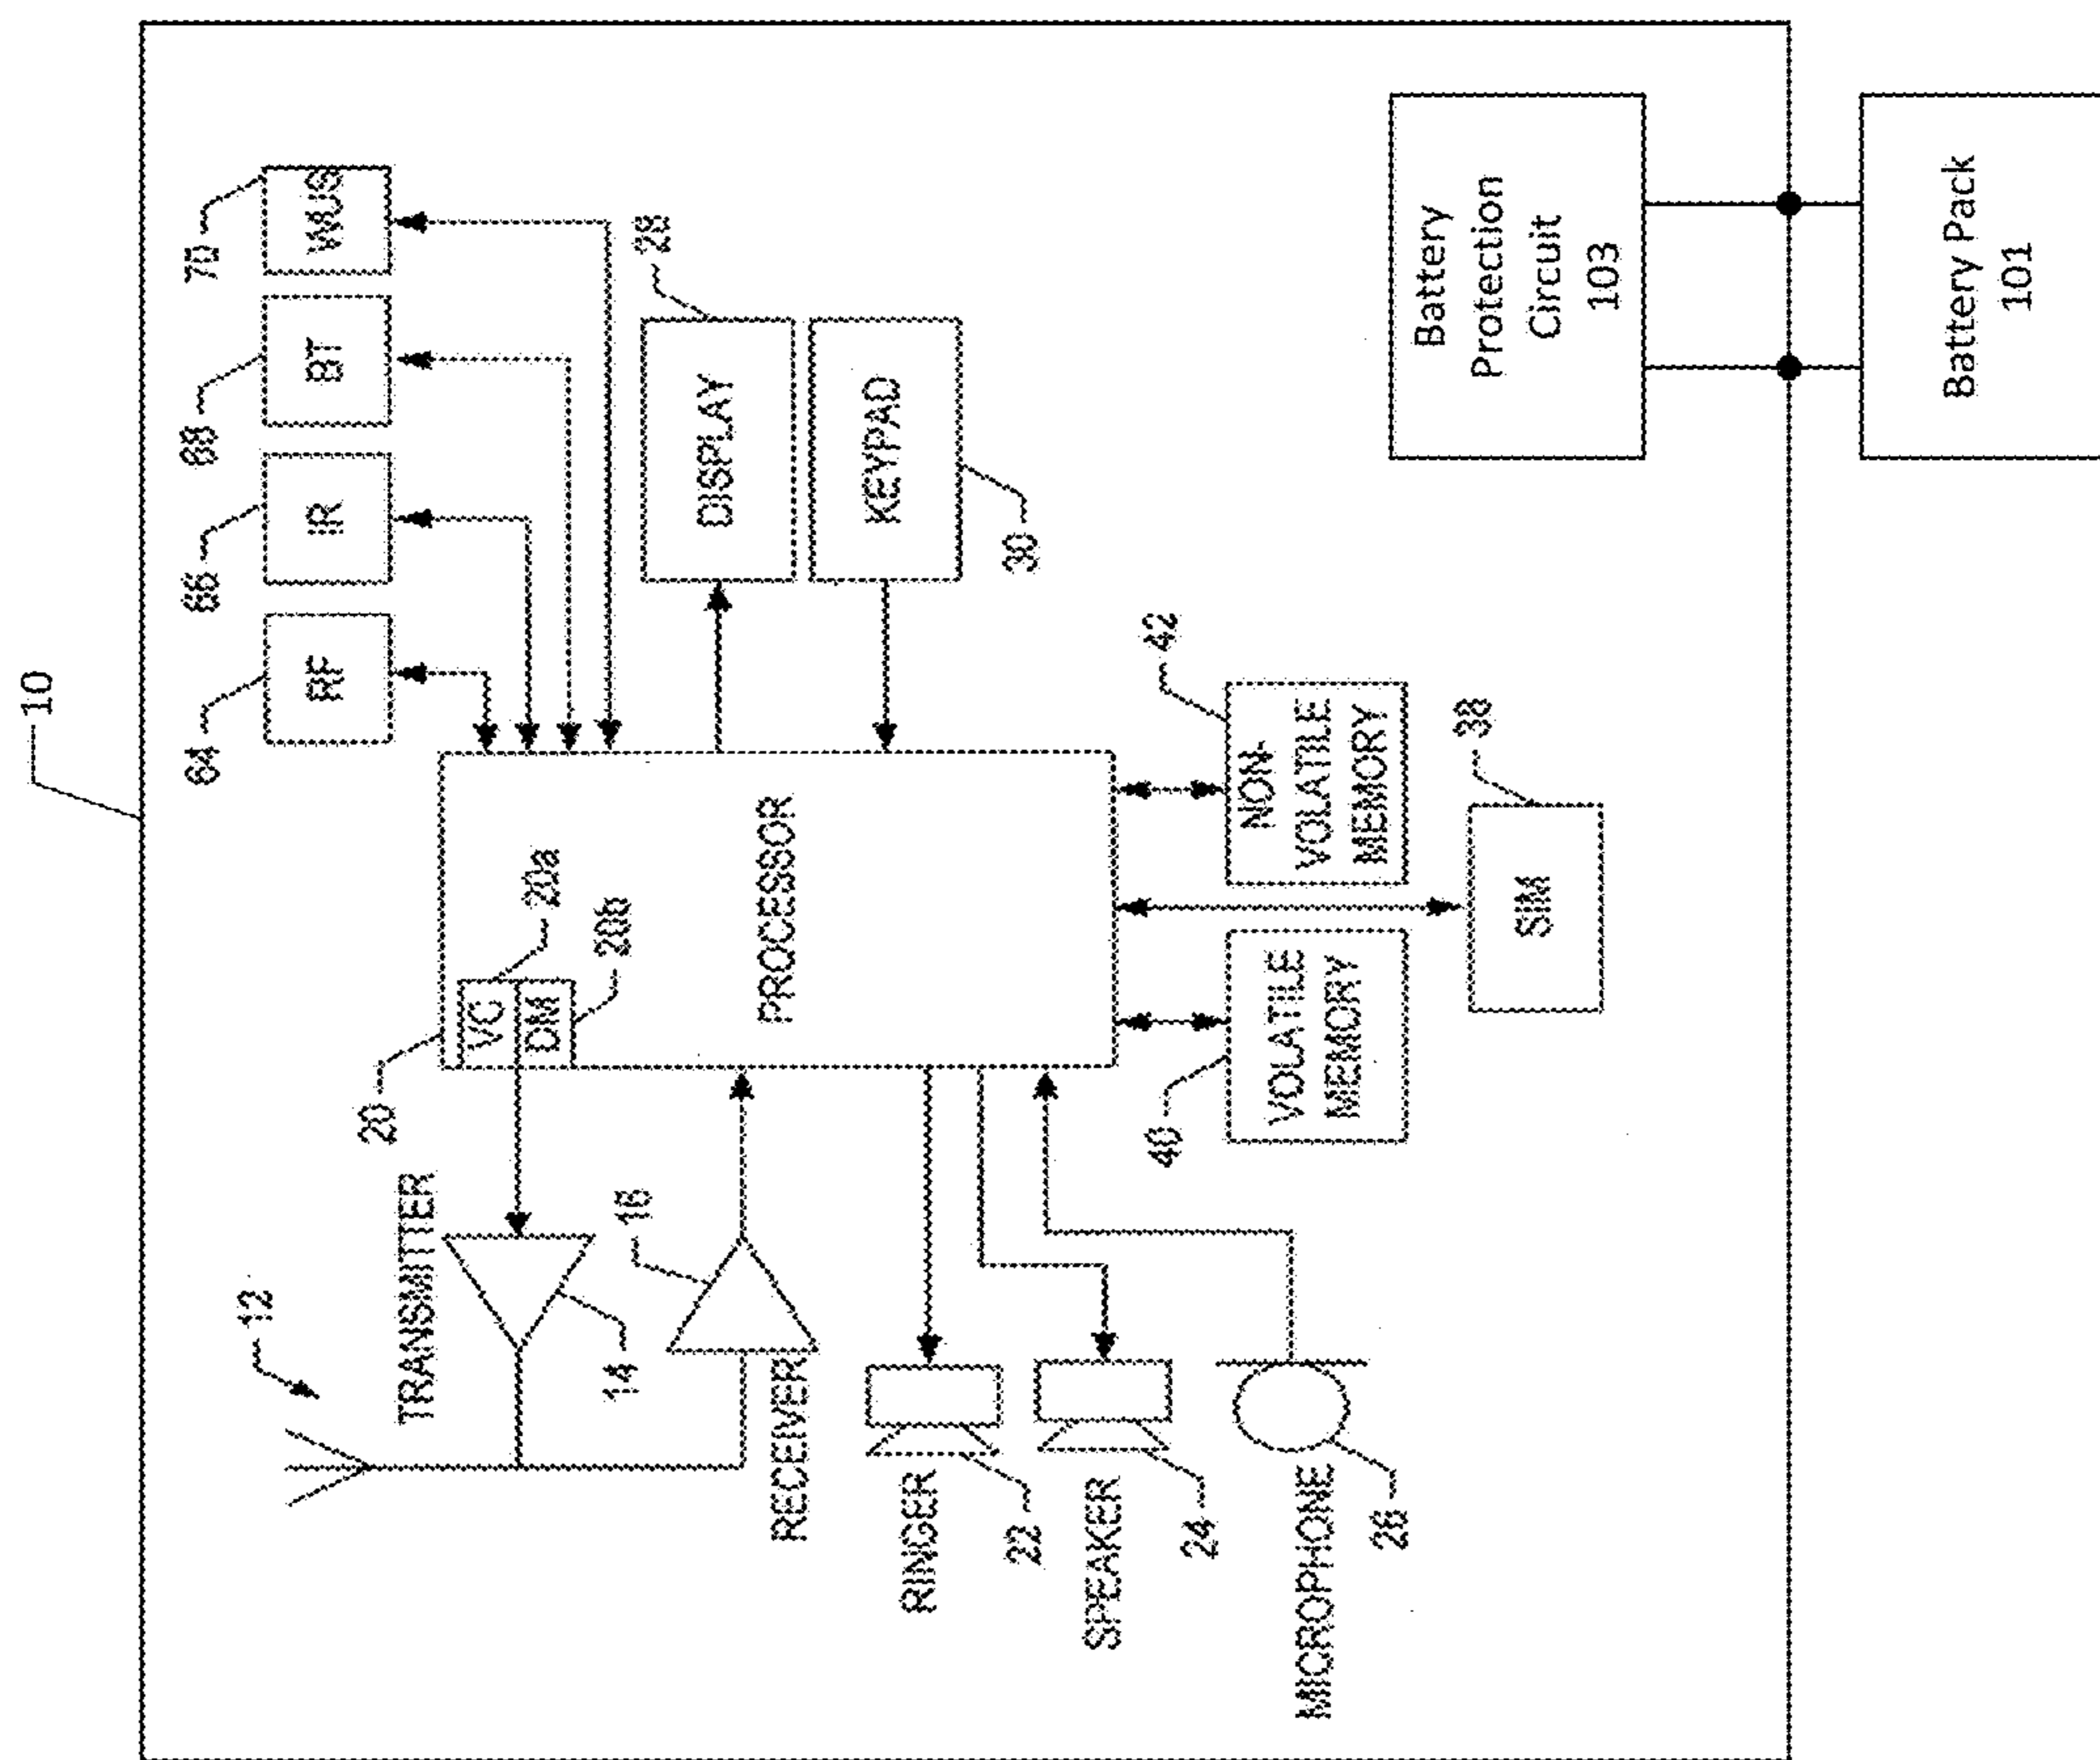 10
64
66
68
70
12
RF
IR
BT
WUS
20
TRANSMITTER
VC
20a
DM
20b
14
16
28
DISPLAY
RECEIVER
PROCESSOR
KEYPAD
RINGER
22
30
SPEAKER
40
42
24
VOLATILE
MEMORY
NON-
VOLATILE
MEMORY
MICROPHONE
26
38
SIM
Battery
Protection
Circuit
103
Battery Pack
101